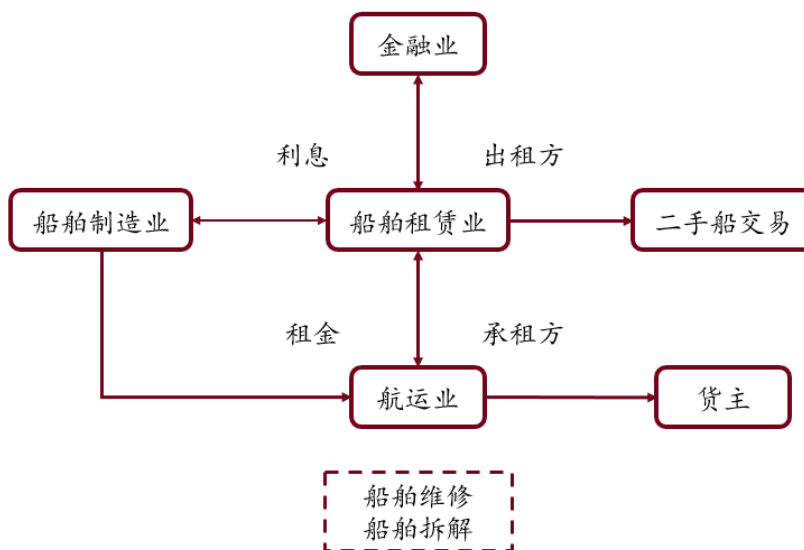 金融业
利息
出租方
船舶制造业
船舶租赁业
二手船交易
租金
承租方
航运业
货主
船舶维修
船舶拆解